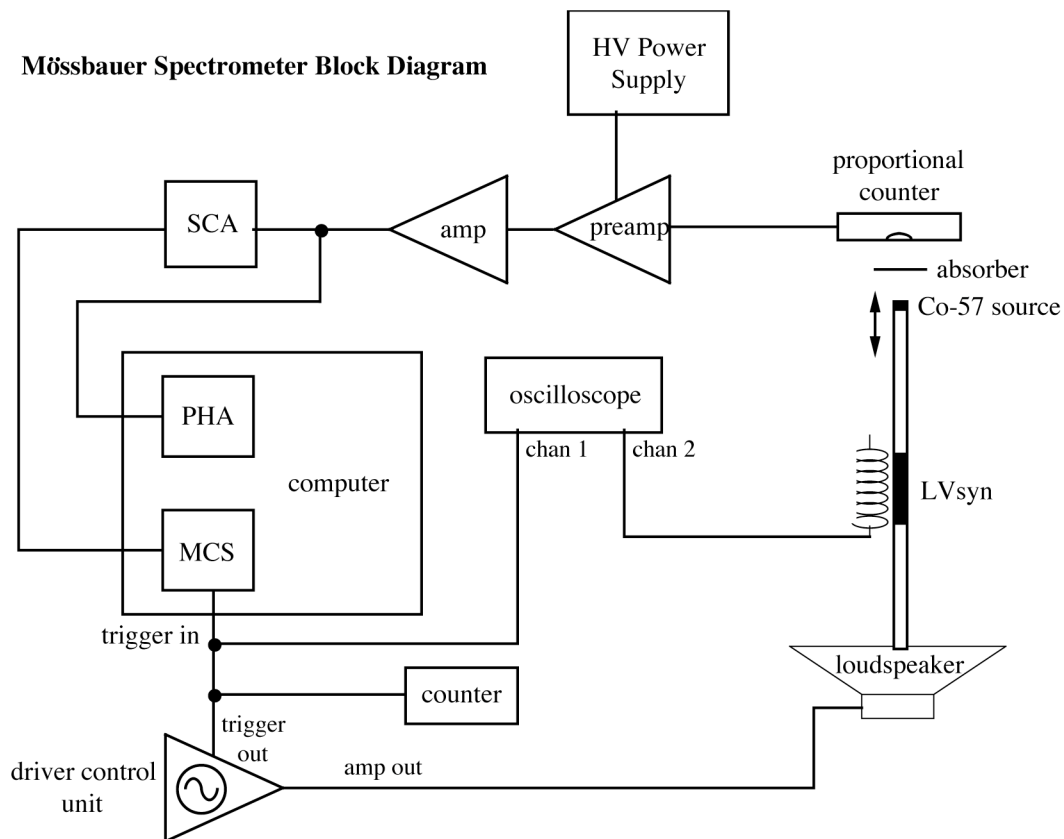 Mössbauer Spectrometer Block Diagram
HV Power
Supply
proportional
counter
SCA
amp
preamp
absorber
Co-57 source
PHA
oscilloscope
chan 1
chan 2
computer
LVsyn
MCS
trigger in
loudspeaker
counter
trigger
out
driver control
unit
amp out